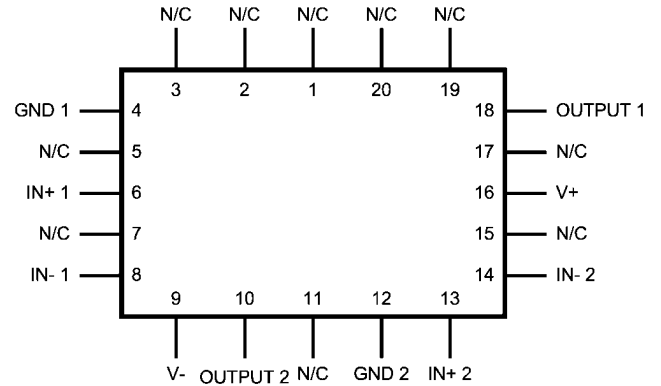 N/C N/C N/C N/C N/C
3 2 1 20 19
GND 1 4 18 OUTPUT 1
N/C 5 17 N/C
IN+ 1 6 16 V+
N/C 7 15 N/C
IN- 1 8 14 IN- 2
9 10 11 12 13
V- OUTPUT 2 N/C GND 2 IN+ 2